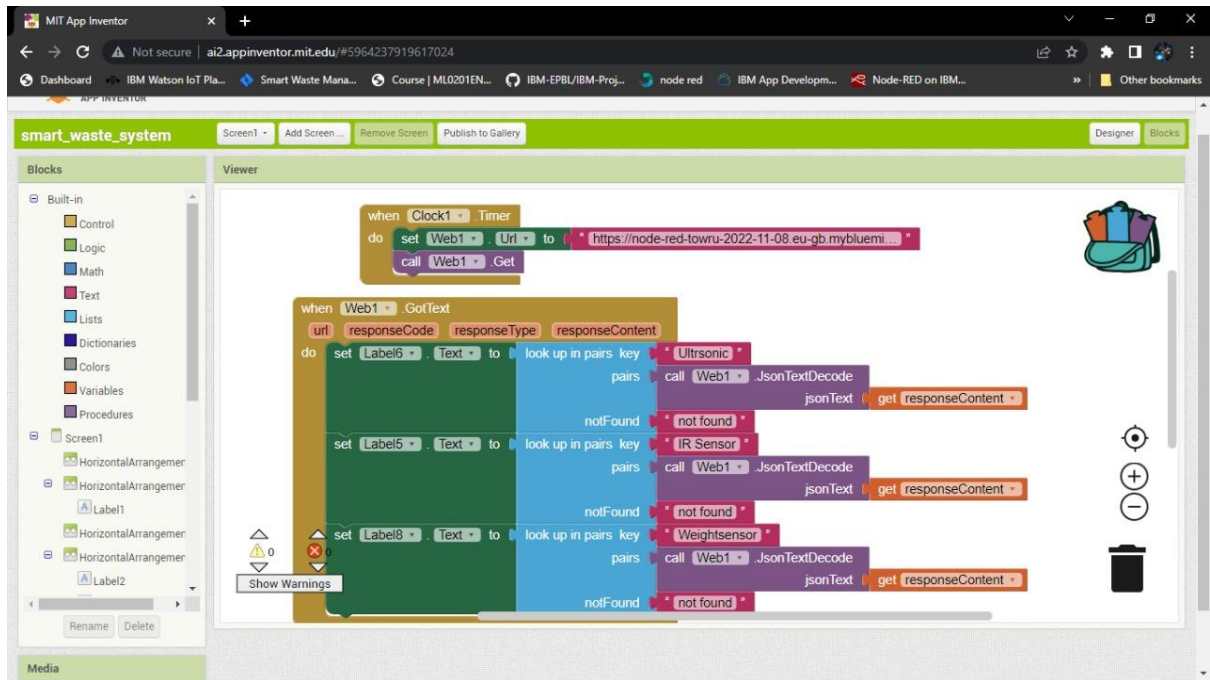 MIT App Inventor
Not secure | ai2.appinventor.mit.edu/#5964237919617024
Dashboard IBM Watson IoT Pla... Smart Waste Mana... Course | ML0201EN... IBM-EPBL/IBM-Proj... node red IBM App Developm... Node-RED on IBM... » Other bookmarks
APP INVENTOR
smart_waste_system Screen1 Add Screen ... Remove Screen Publish to Gallery Designer Blocks
Blocks
Viewer
Built-in
Control
Logic
Math
Text
Lists
Dictionaries
Colors
Variables
Procedures
Screen1
HorizontalArrangemer
HorizontalArrangemer
Label1
HorizontalArrangemer
HorizontalArrangemer
Label2
Rename Delete
Media
when Clock1 .Timer
do set Web1 . Url to " https://node-red-towru-2022-11-08.eu-gb.mybluemi... "
call Web1 .Get
when Web1 .GotText
url responseCode responseType responseContent
do set Label6 . Text to look up in pairs key " Ultrsonic "
pairs call Web1 .JsonTextDecode
jsonText get responseContent
notFound " not found "
set Label5 . Text to look up in pairs key " IR Sensor "
pairs call Web1 .JsonTextDecode
jsonText get responseContent
notFound " not found "
set Label8 . Text to look up in pairs key " Weightsensor "
pairs call Web1 .JsonTextDecode
jsonText get responseContent
notFound " not found "
0 0
Show Warnings